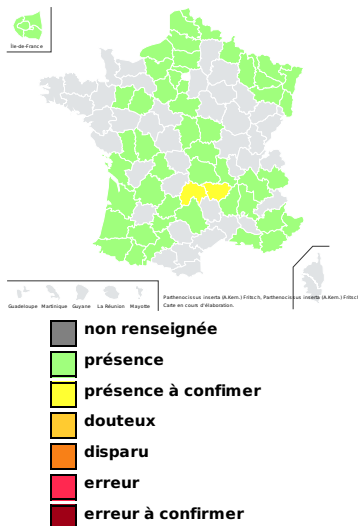 Île-de-France
Guadeloupe Martinique Guyane La Réunion Mayotte
Parthenocissus inserta (A.Kern.) Fritsch, Parthenocissus inserta (A.Kern.) Fritsch
Carte en cours d'élaboration.
non renseignée
présence
présence à confimer
douteux
disparu
erreur
erreur à confirmer